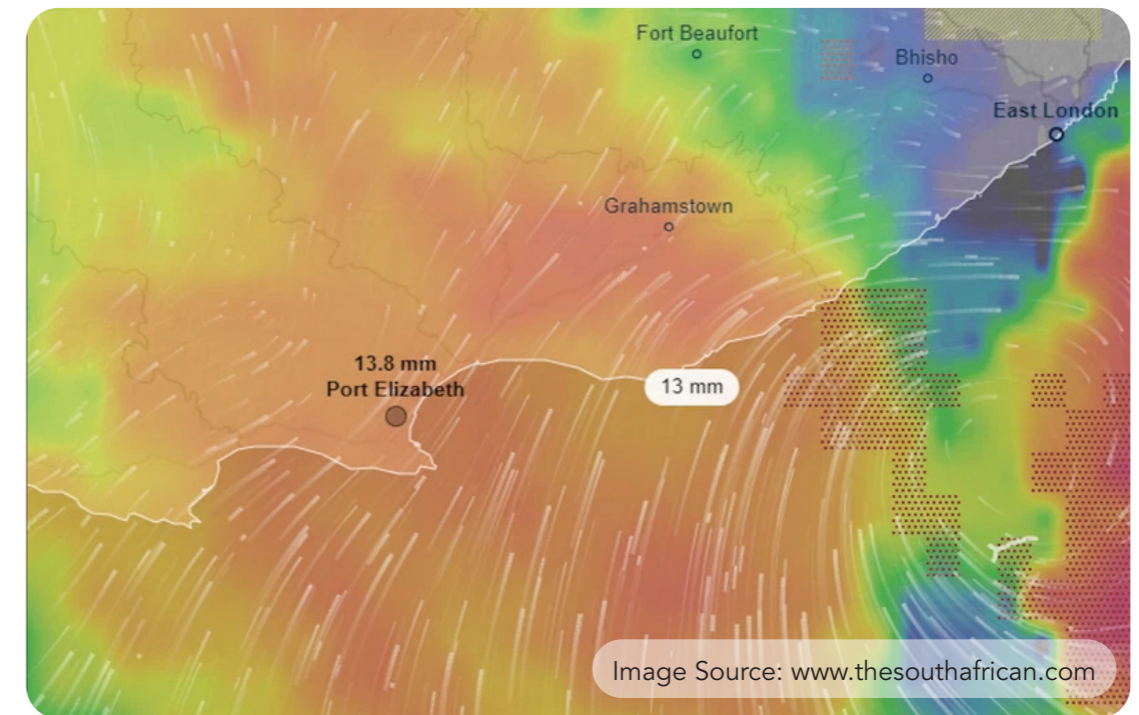 Fort Beaufort
Bhisho
East London
Grahamstown
13.8 mm
Port Elizabeth
13 mm
Image Source: www.thesouthafrican.com